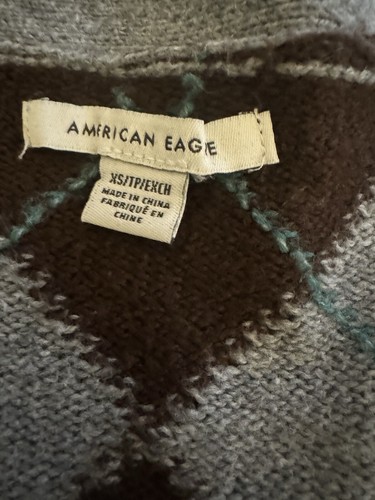 AMERICAN EAGLE
XS/TP/EXCH
MADE IN CHINA
FABRIQUÉ EN
CHINE